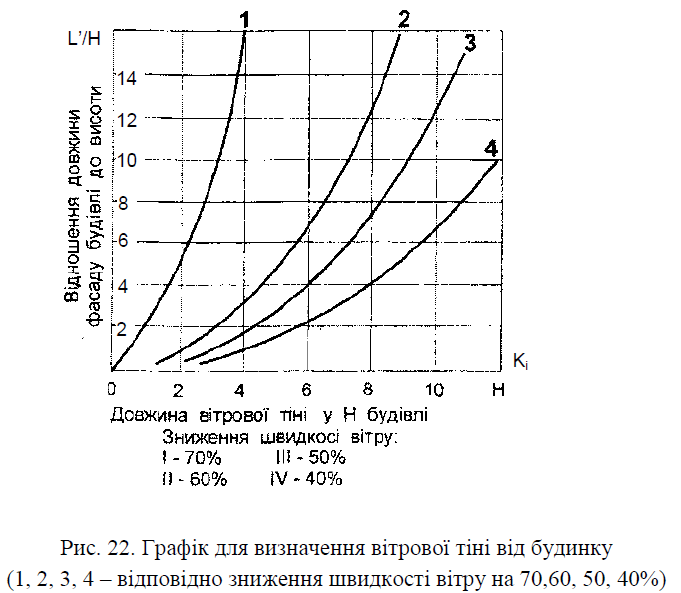 L’/H
1
2
3
4
14
12
10
8
6
4
2
Відношення довжини
фасаду будівлі до висоти
Ki
0 2 4 6 8 10 H
Довжина вітрової тіні у H будівлі
Зниження швидкосі вітру:
I - 70% III - 50%
II - 60% IV - 40%
Рис. 22. Графік для визначення вітрової тіні від будинку
(1, 2, 3, 4 – відповідно зниження швидкості вітру на 70,60, 50, 40%)